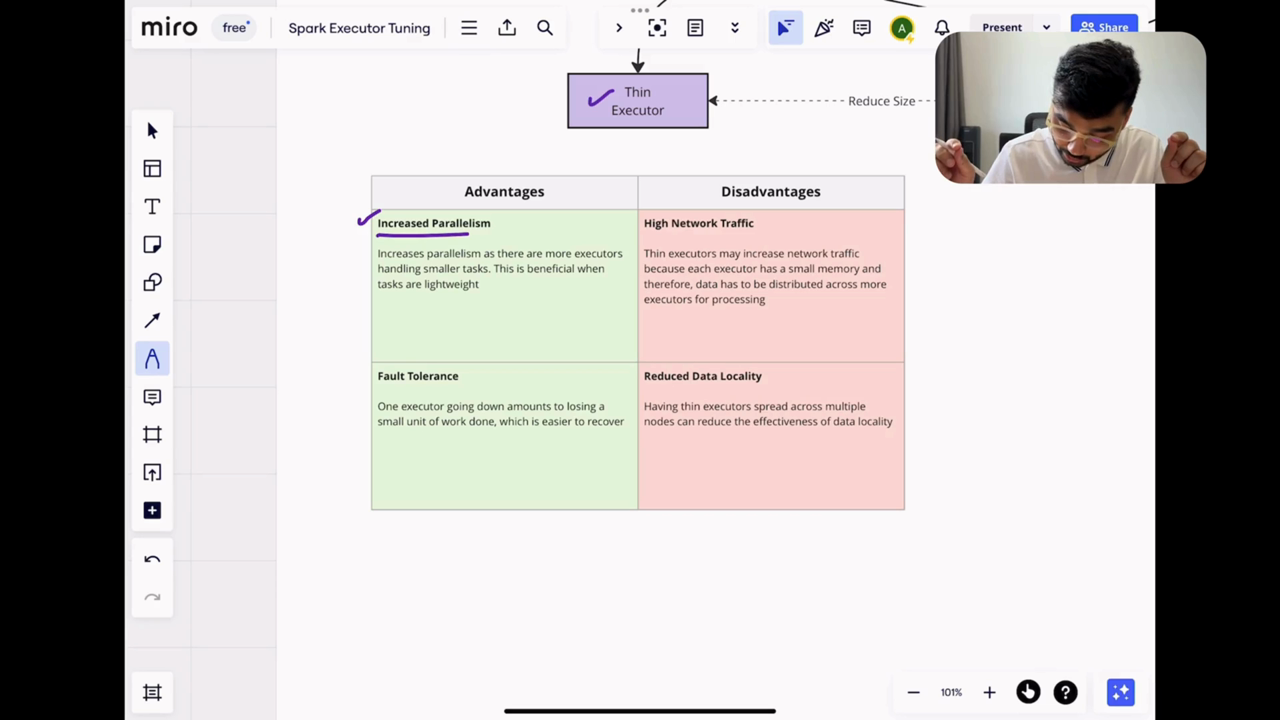 miro
free
Spark Executor Tuning
A
Present
Share
Thin
Executor
Reduce Size
Advantages
Disadvantages
Increased Parallelism
Increases parallelism as there are more executors
handling smaller tasks. This is beneficial when
tasks are lightweight
High Network Traffic
Thin executors may increase network traffic
because each executor has a small memory and
therefore, data has to be distributed across more
executors for processing
Fault Tolerance
One executor going down amounts to losing a
small unit of work done, which is easier to recover
Reduced Data Locality
Having thin executors spread across multiple
nodes can reduce the effectiveness of data locality
101%